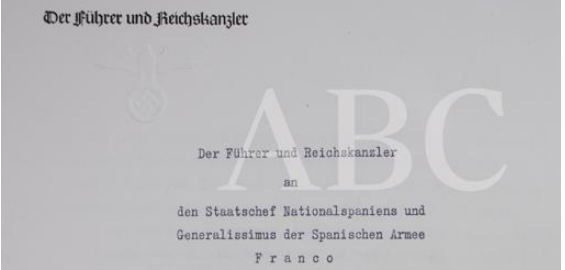 Der Führer und Reichskanzler
ABC
Der Führer und Reichskanzler
an
den Staatschef Nationalspaniens und
Generalissimus der Spanischen Armee
F r a n c o